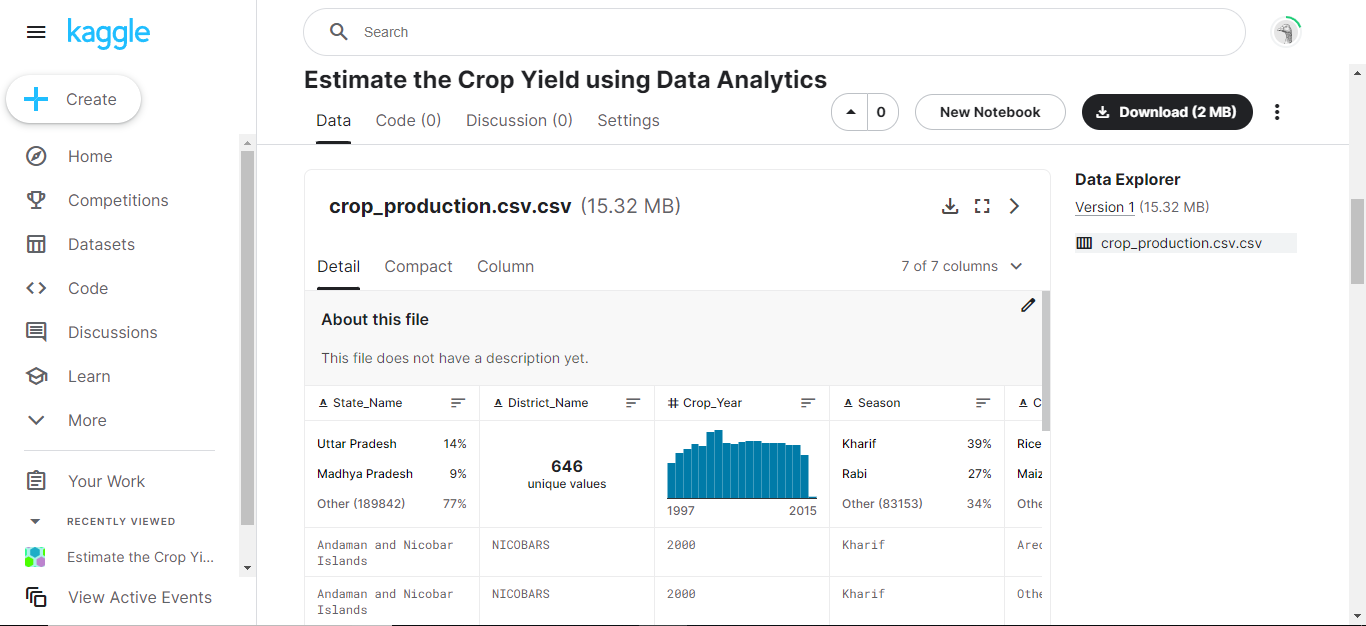 kaggle
Search
Create
Home
Competitions
Datasets
Code
Discussions
Learn
More
Your Work
RECENTLY VIEWED
Estimate the Crop Yi...
View Active Events
Estimate the Crop Yield using Data Analytics
Data Code (0) Discussion (0) Settings
0
New Notebook
Download (2 MB)
crop_production.csv.csv (15.32 MB)
Detail Compact Column
7 of 7 columns
About this file
This file does not have a description yet.
A State_Name A District_Name # Crop_Year A Season A C
Uttar Pradesh 14%
Madhya Pradesh 9%
Other (189842) 77%
646
unique values
1997 2015
Kharif 39%
Rabi 27%
Other (83153) 34%
Rice
Maiz
Othe
Andaman and Nicobar
Islands
NICOBARS 2000 Kharif Arec
Andaman and Nicobar
Islands
NICOBARS 2000 Kharif Othe
Data Explorer
Version 1 (15.32 MB)
crop_production.csv.csv